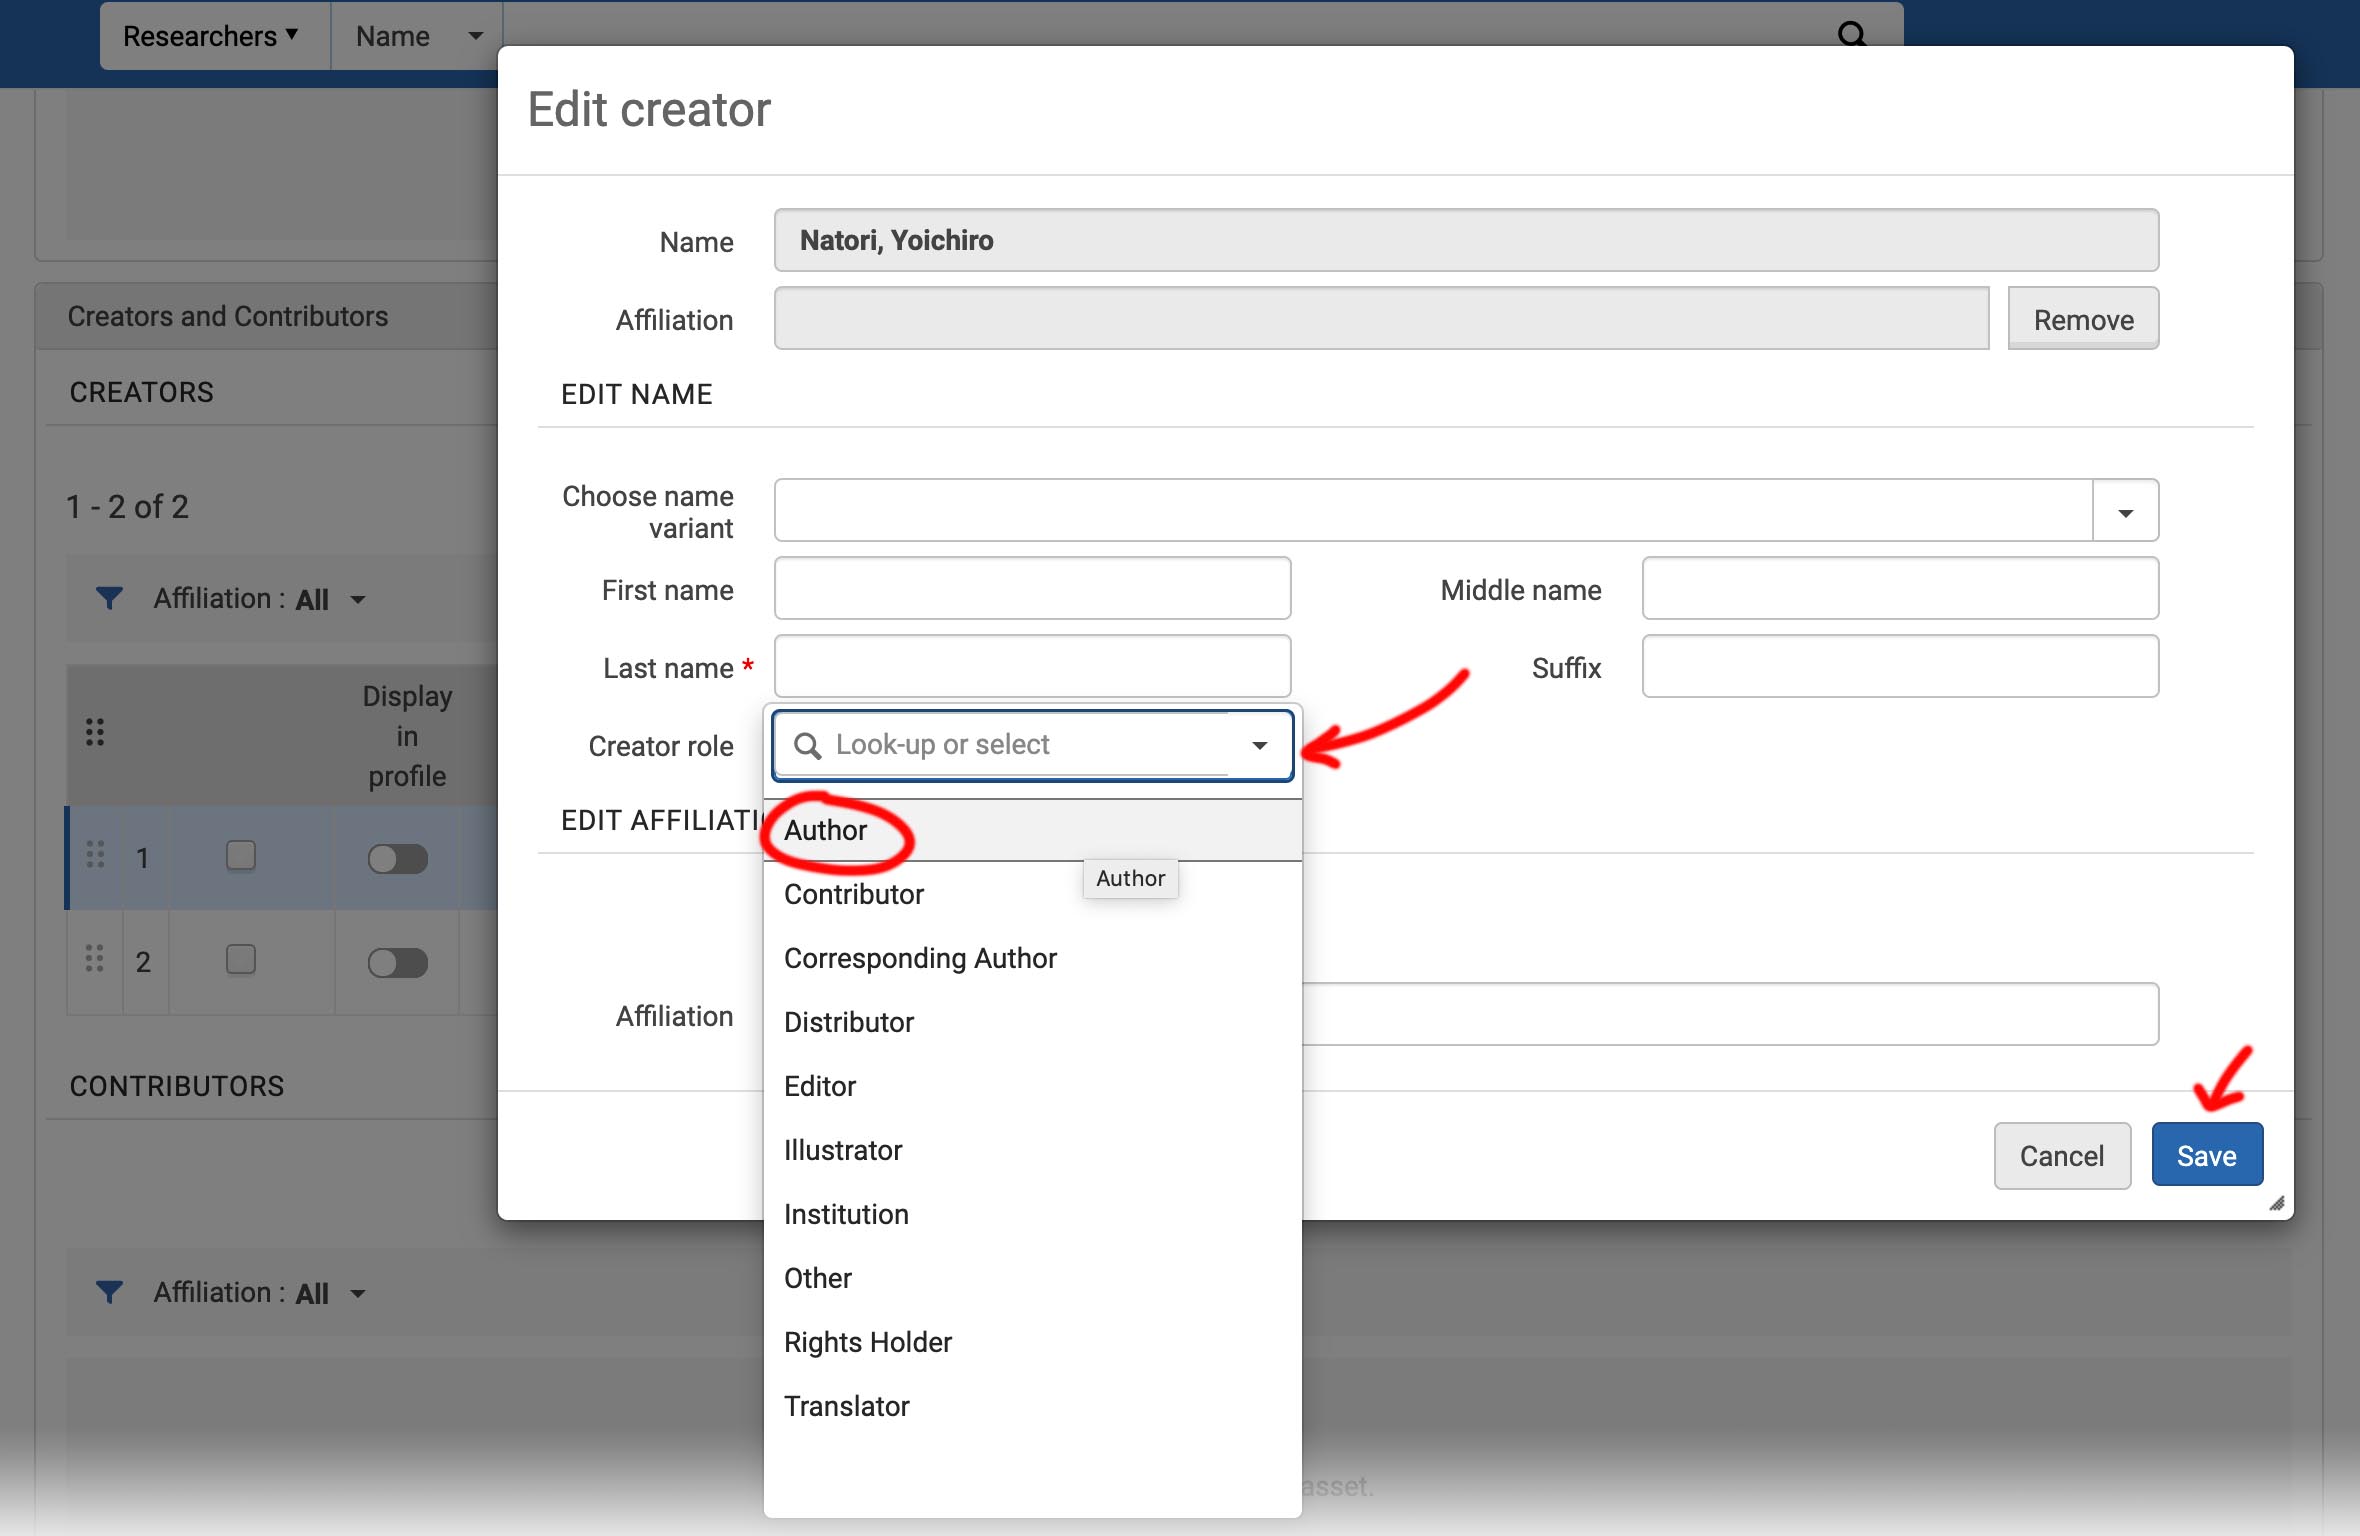 Researchers ▼ Name
Edit creator
Name Natori, Yoichiro
Affiliation Remove
EDIT NAME
Choose name
variant
First name Middle name
Last name * Suffix
Creator role Look-up or select
EDIT AFFILIATI
Author
Author
Contributor
Corresponding Author
Distributor
Editor
Illustrator
Institution
Other
Rights Holder
Translator
Affiliation
Cancel Save
Creators and Contributors
CREATORS
1 - 2 of 2
Affiliation : All
Display
in
profile
1
2
CONTRIBUTORS
Affiliation : All
asset.